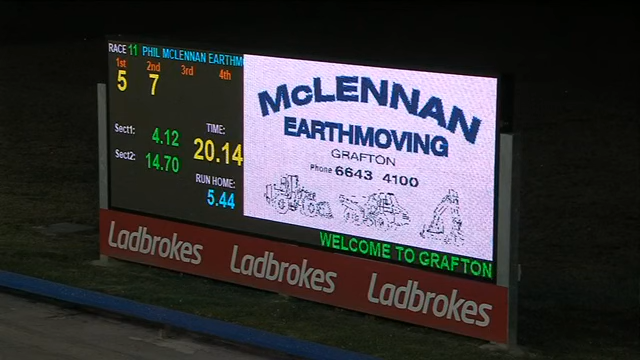 RACE 11 PHIL MCLENNAN EARTHM
1st 2nd 3rd 4th
5 7
Sect1: 4.12
Sect2: 14.70
TIME:
20.14
RUN HOME:
5.44
McLENNAN
EARTHMOVING
GRAFTON
Phone 6643 4100
WELCOME TO GRAFTON
Ladbrokes Ladbrokes Ladbrokes